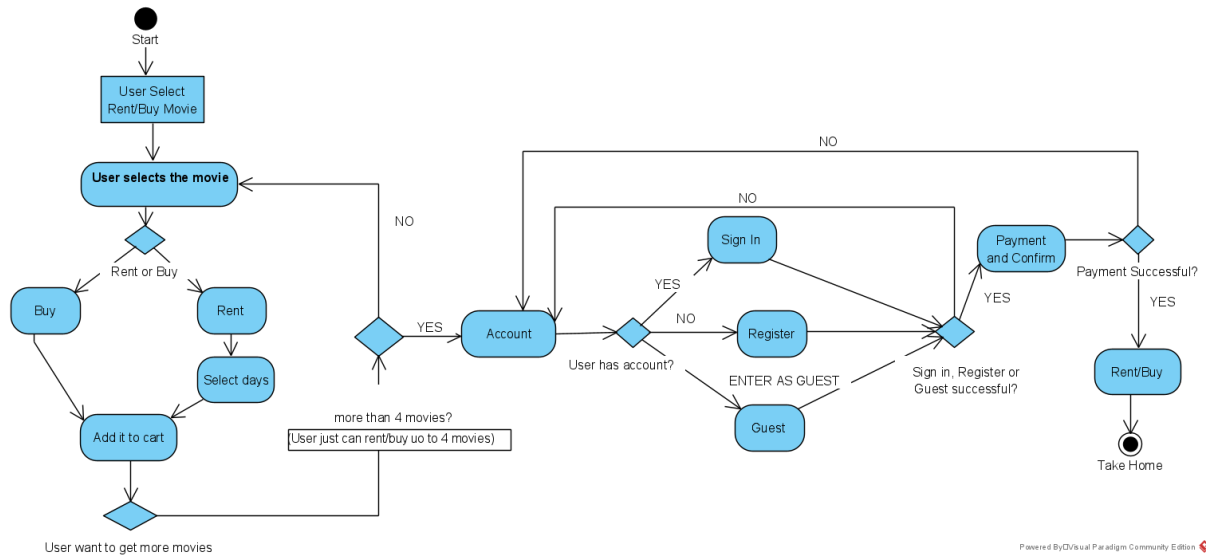 Start
User Select
Rent/Buy Movie
User selects the movie
Rent or Buy
Buy
Rent
Select days
Add it to cart
User want to get more movies
more than 4 movies?
(User just can rent/buy uo to 4 movies)
NO
YES
Account
User has account?
YES
NO
ENTER AS GUEST
Sign In
Register
Guest
Sign in, Register or
Guest successful?
NO
YES
Payment
and Confirm
Payment Successful?
NO
YES
Rent/Buy
Take Home
Powered By□Visual Paradigm Community Edition